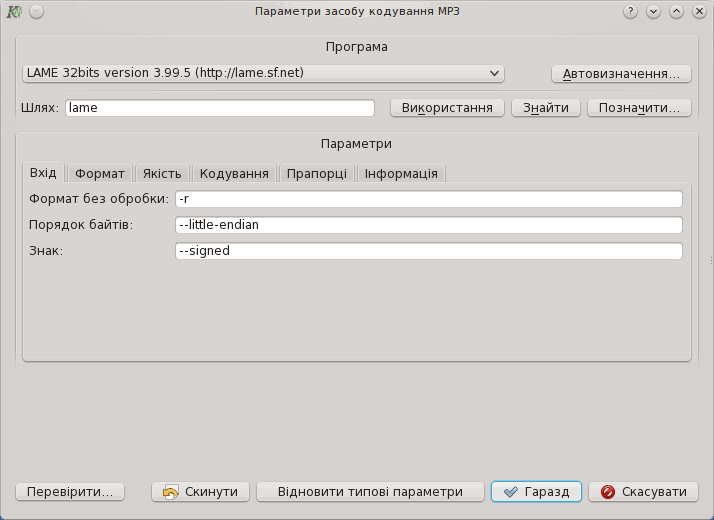 Параметри засобу кодування MP3
Програма
LAME 32bits version 3.99.5 (http://lame.sf.net) Автовизначення...
Шлях: lame Використання Знайти Позначити...
Параметри
Вхід Формат Якість Кодування Прапорці Інформація
Формат без обробки: -r
Порядок байтів: --little-endian
Знак: --signed
Перевірити... Скинути Відновити типові параметри Гаразд Скасувати